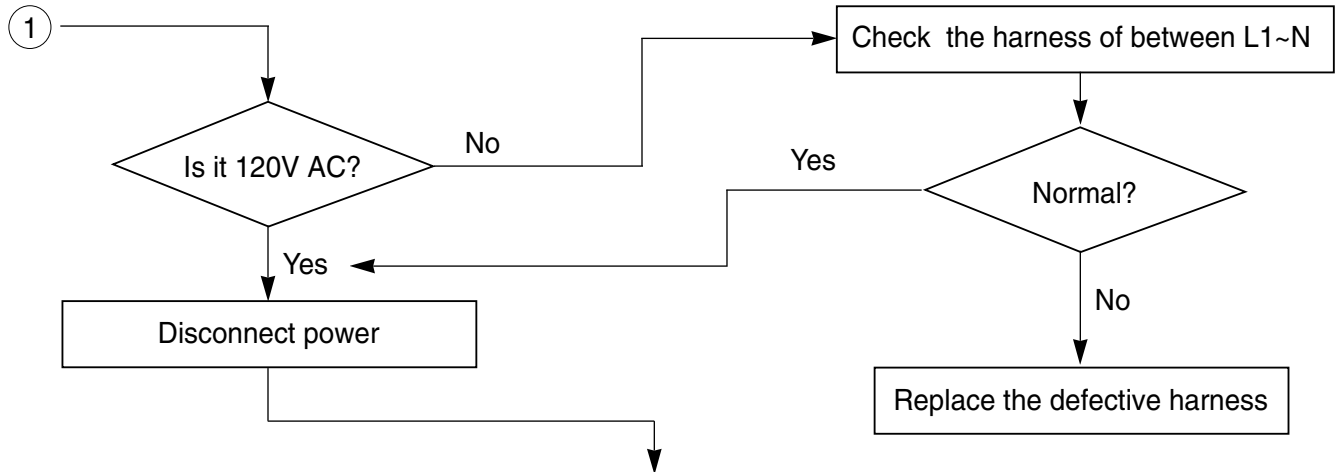 1
Check the harness of between L1~N
Is it 120V AC?
No
Yes
Normal?
Yes
Disconnect power
No
Replace the defective harness